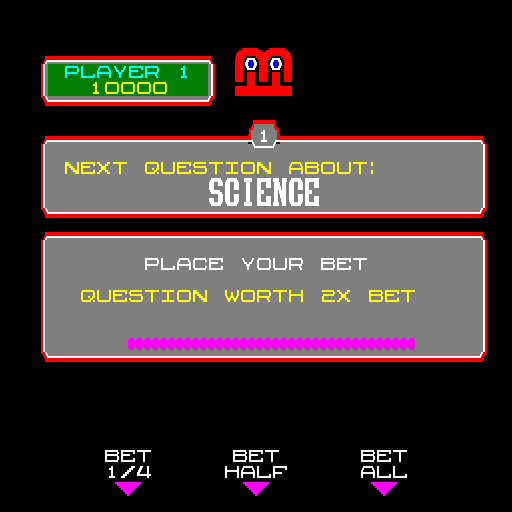 PLAYER 1
10000
1
NEXT QUESTION ABOUT:
SCIENCE
PLACE YOUR BET
QUESTION WORTH 2X BET
BET BET BET
1/4 HALF ALL